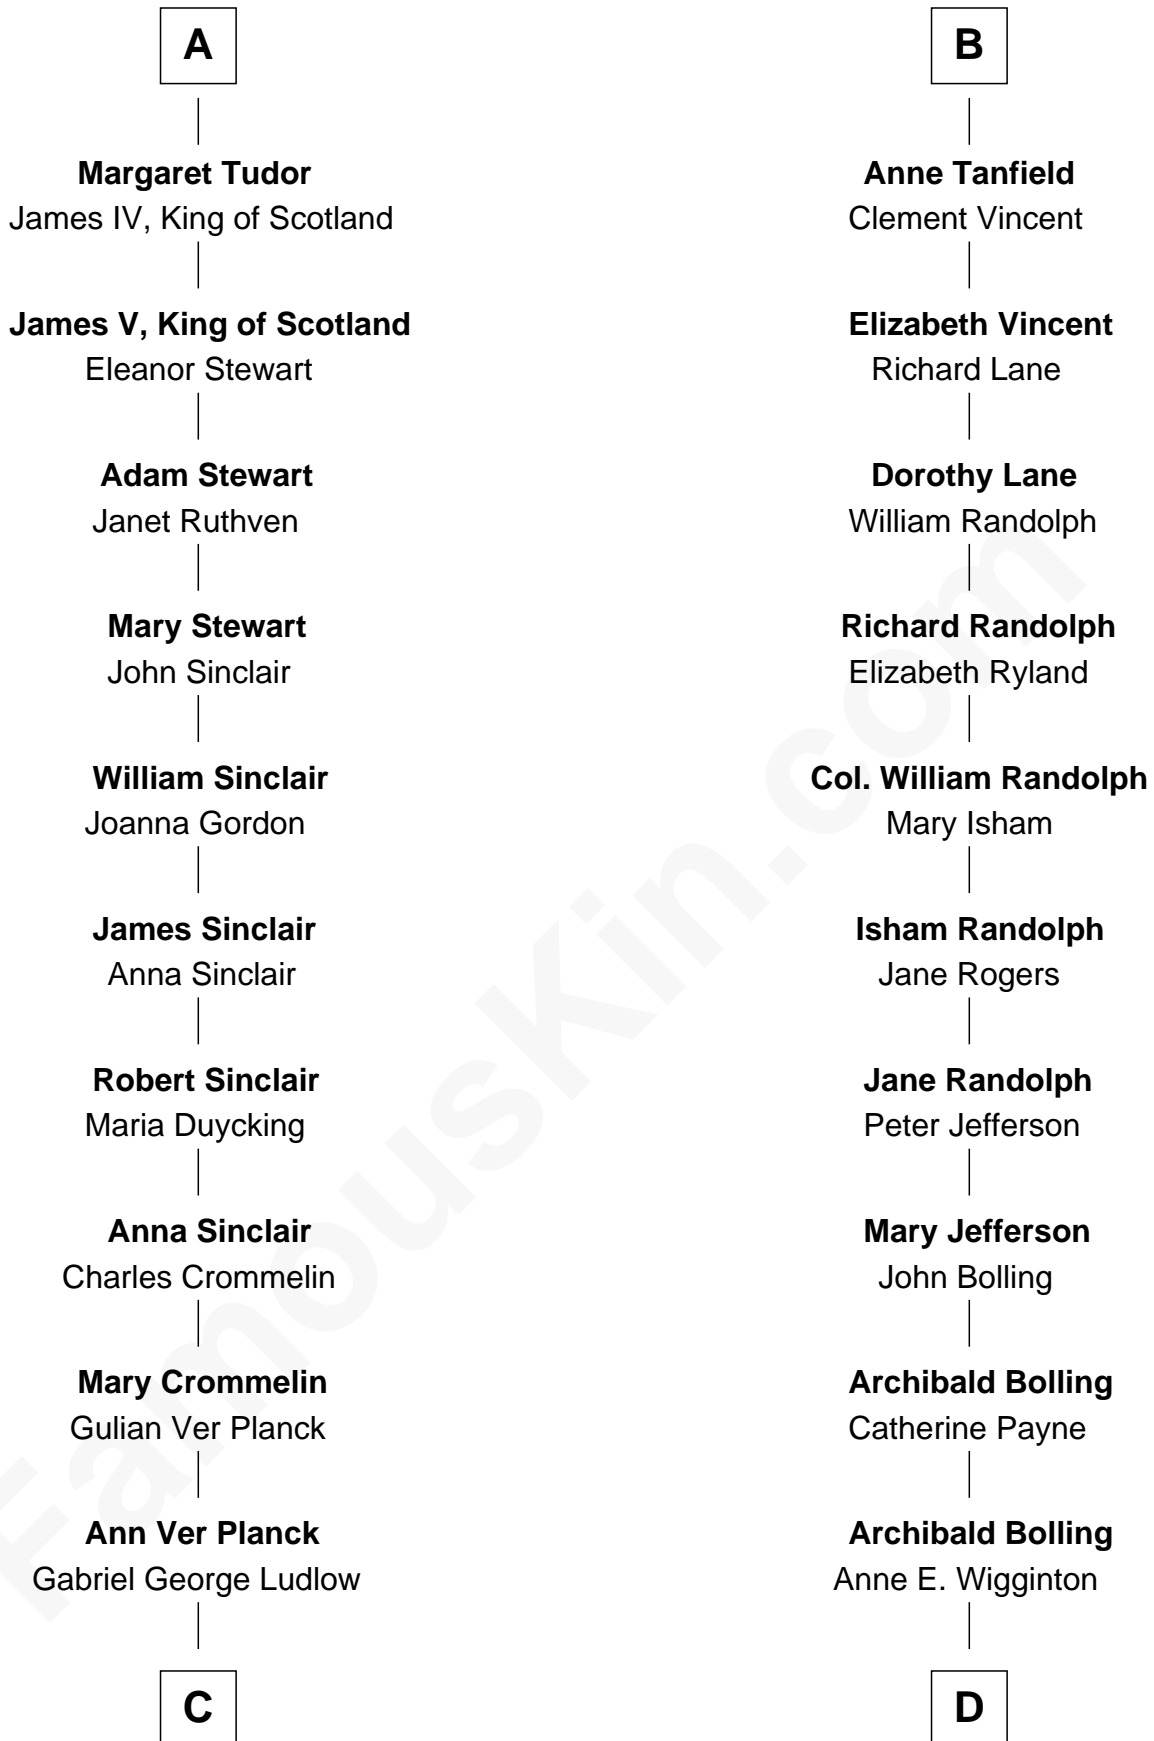 A
Margaret Tudor
James IV, King of Scotland
James V, King of Scotland
Eleanor Stewart
Adam Stewart
Janet Ruthven
Mary Stewart
John Sinclair
William Sinclair
Joanna Gordon
James Sinclair
Anna Sinclair
Robert Sinclair
Maria Duycking
Anna Sinclair
Charles Crommelin
Mary Crommelin
Gulian Ver Planck
Ann Ver Planck
Gabriel George Ludlow
C
B
Anne Tanfield
Clement Vincent
Elizabeth Vincent
Richard Lane
Dorothy Lane
William Randolph
Richard Randolph
Elizabeth Ryland
Col. William Randolph
Mary Isham
Isham Randolph
Jane Rogers
Jane Randolph
Peter Jefferson
Mary Jefferson
John Bolling
Archibald Bolling
Catherine Payne
Archibald Bolling
Anne E. Wigginton
D
FamousKin.com